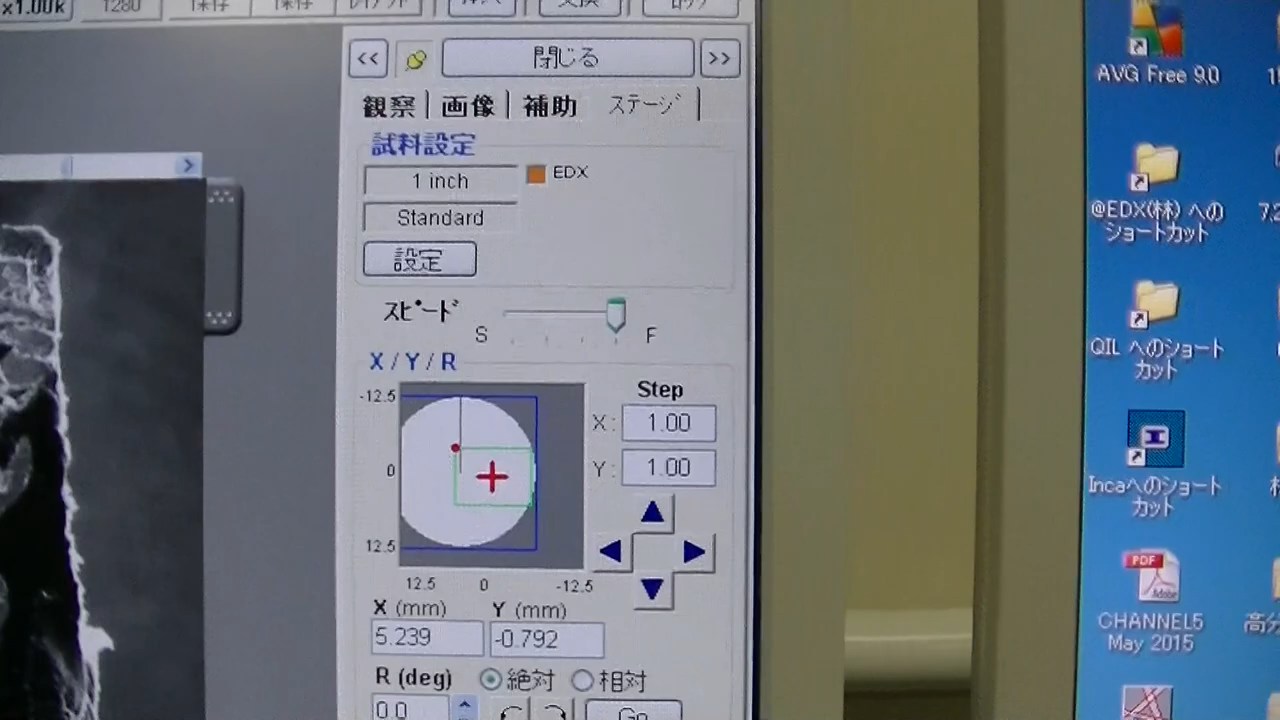 x1.00k
1280
<<
閉じる
>>
観察
画像
補助
ステージ
試料設定
1 inch
EDX
Standard
設定
スピード
S
F
X / Y / R
-12.5
0
12.5
12.5
0
-12.5
Step
X :
1.00
Y :
1.00
X (mm)
Y (mm)
5.239
-0.792
R (deg)
絶対
相対
0.0
Go
AVG Free 9.0
@EDX(林) への
ショートカット
QIL へのショート
カット
Incaへのショート
カット
PDF
Adobe
CHANNEL5
May 2015